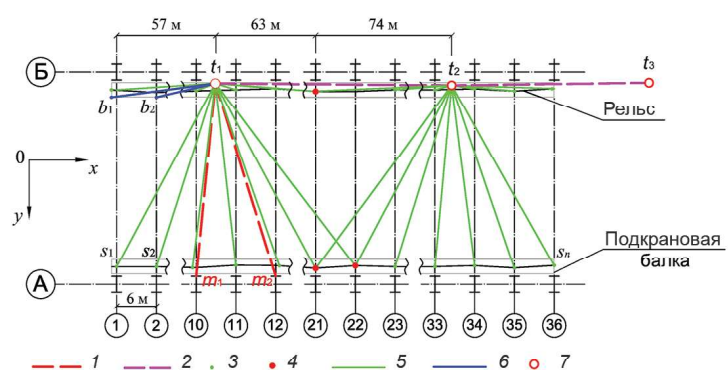 57 м 63 м 74 м
Б t1 t2 t3
b1 b2
Рельс
0 x
y
s1 s2 sn
Подкрановая
балка
А m1 m2
6 м
1 2 10 11 12 21 22 23 33 34 35 36
1 2 3 4 5 6 7